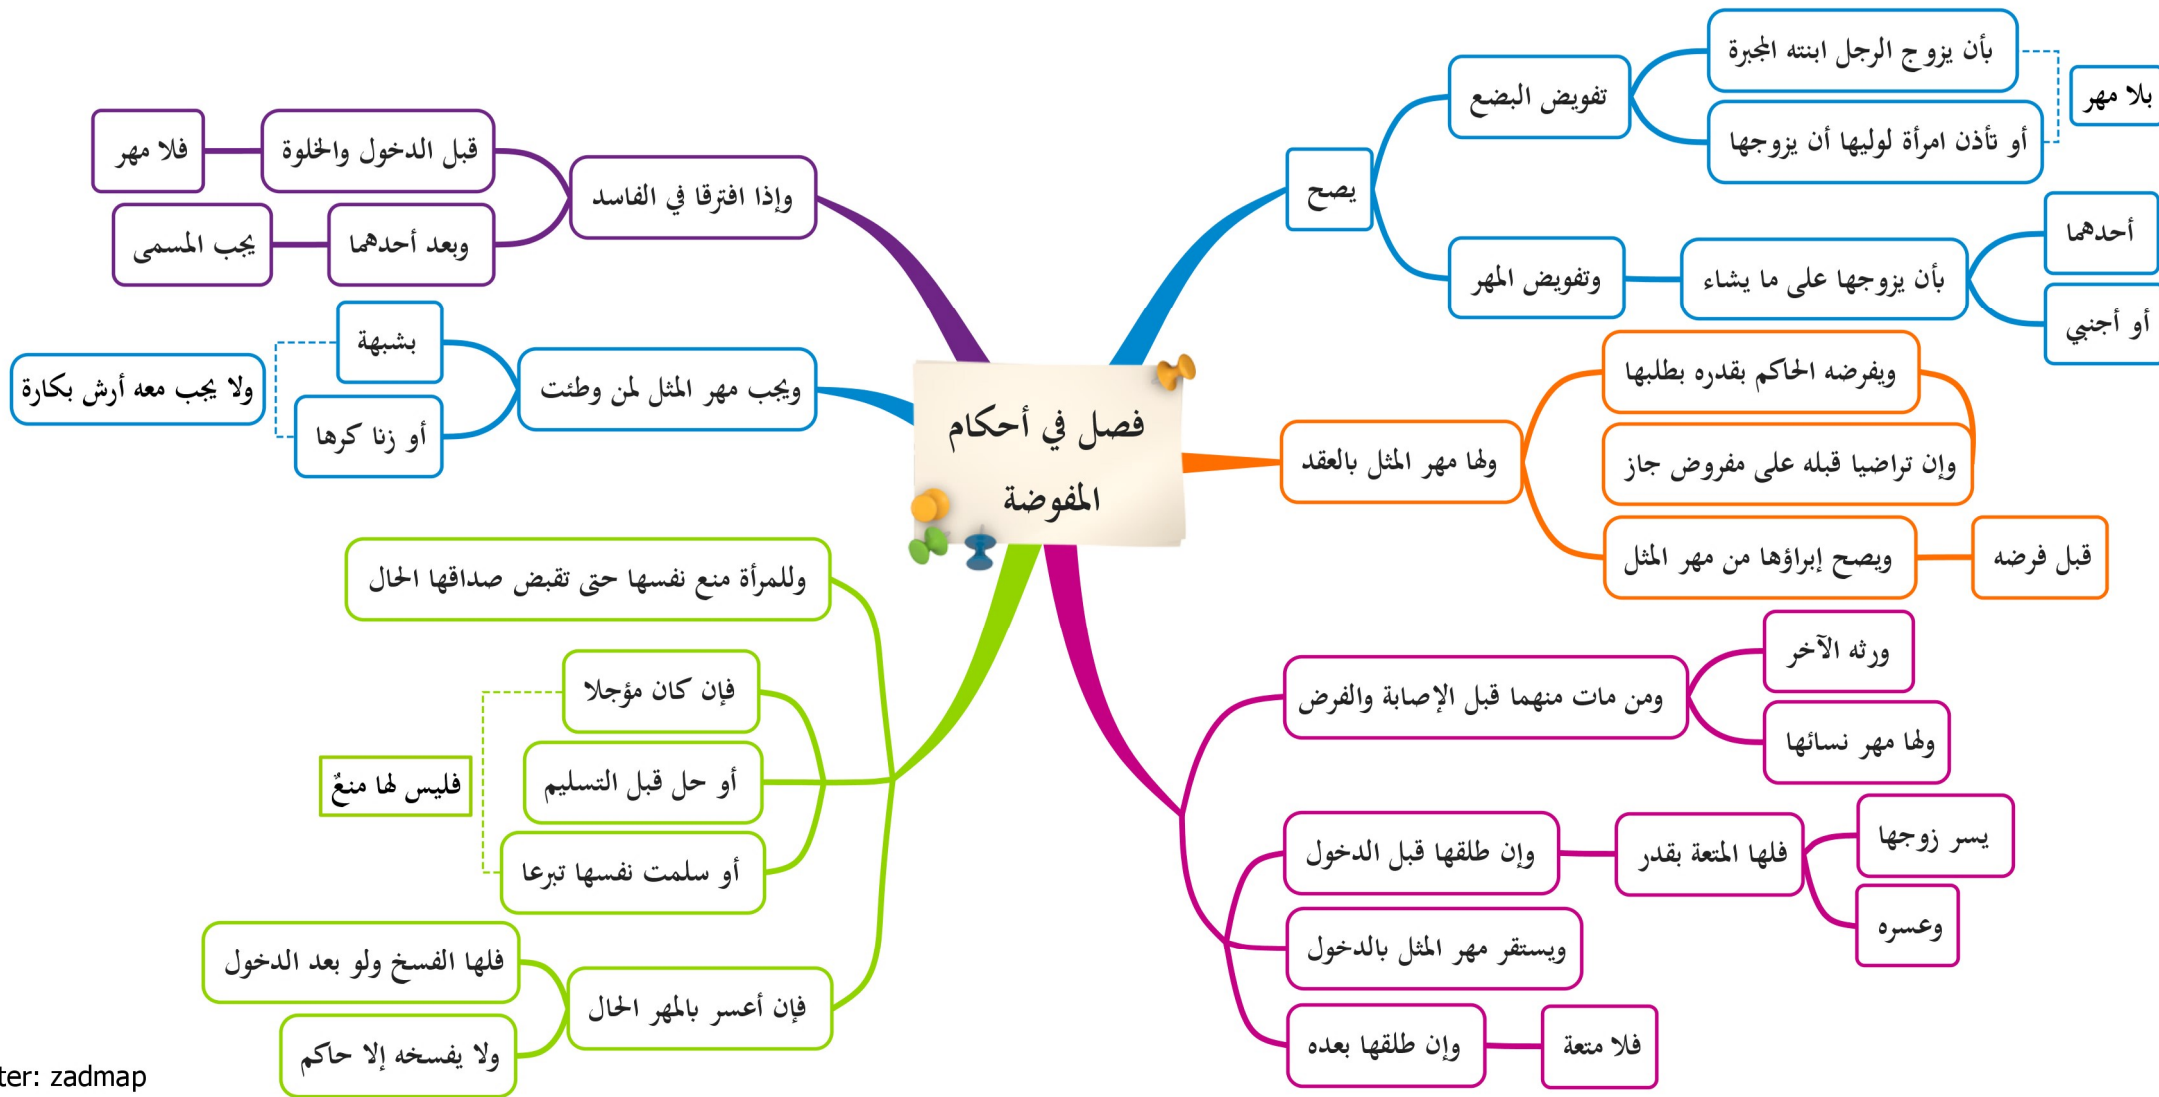 فصل في أحكام
المفوضة
يصح
تفويض البضع
بأن يزوج الرجل ابنته المجبرة
أو تأذن امرأة لوليها أن يزوجها
بلا مهر
وتفويض المهر
بأن يزوجها على ما يشاء
أحدهما
أو أجنبي
ولها مهر المثل بالعقد
ويفرضه الحاكم بقدره بطلبها
وإن تراضيا قبله على مفروض جاز
ويصح إبراؤها من مهر المثل
قبل فرضه
ومن مات منهما قبل الإصابة والفرض
ورثه الآخر
ولها مهر نسائها
وإن طلقها قبل الدخول
فلها المتعة بقدر
يسر زوجها
وعسره
ويستقر مهر المثل بالدخول
وإن طلقها بعده
فلا متعة
وللمرأة منع نفسها حتى تقبض صداقها الحال
فإن كان مؤجلا
أو حل قبل التسليم
أو سلمت نفسها تبرعا
فليس لها منعٌ
فإن أعسر بالمهر الحال
فلها الفسخ ولو بعد الدخول
ولا يفسخه إلا حاكم
ويجب مهر المثل لمن وطئت
بشبهة
أو زنا كرها
ولا يجب معه أرش بكارة
وإذا افترقا في الفاسد
قبل الدخول والخلوة
فلا مهر
وبعد أحدهما
يجب المسمى
ter: zadmap